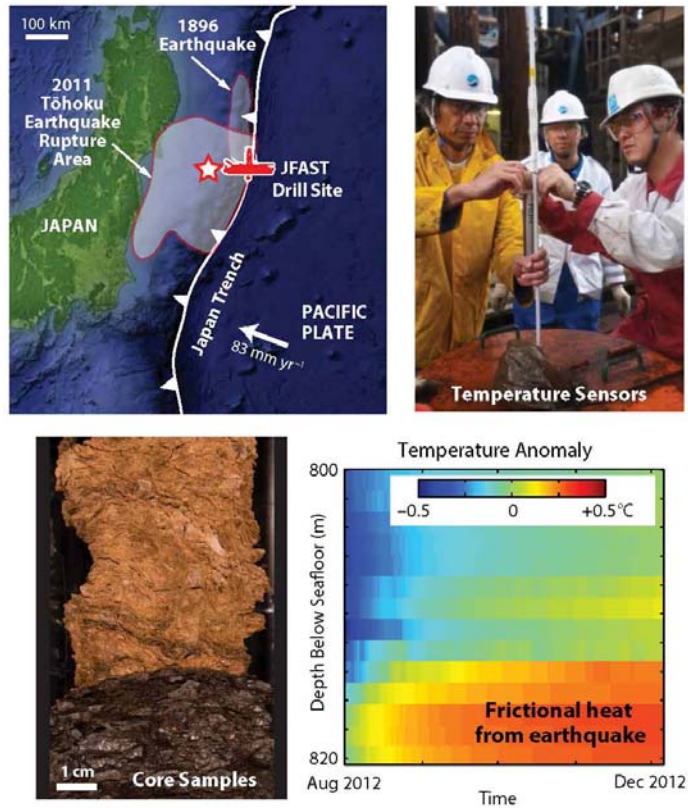 100 km
1896
Earthquake
2011
Tōhoku
Earthquake
Rupture
Area
JFAST
Drill Site
JAPAN
Japan Trench
PACIFIC
PLATE
83 mm yr⁻¹
Temperature Sensors
1 cm
Core Samples
Temperature Anomaly
800
−0.5
0
+0.5°C
Depth Below Seafloor (m)
Frictional heat
from earthquake
820
Aug 2012
Dec 2012
Time